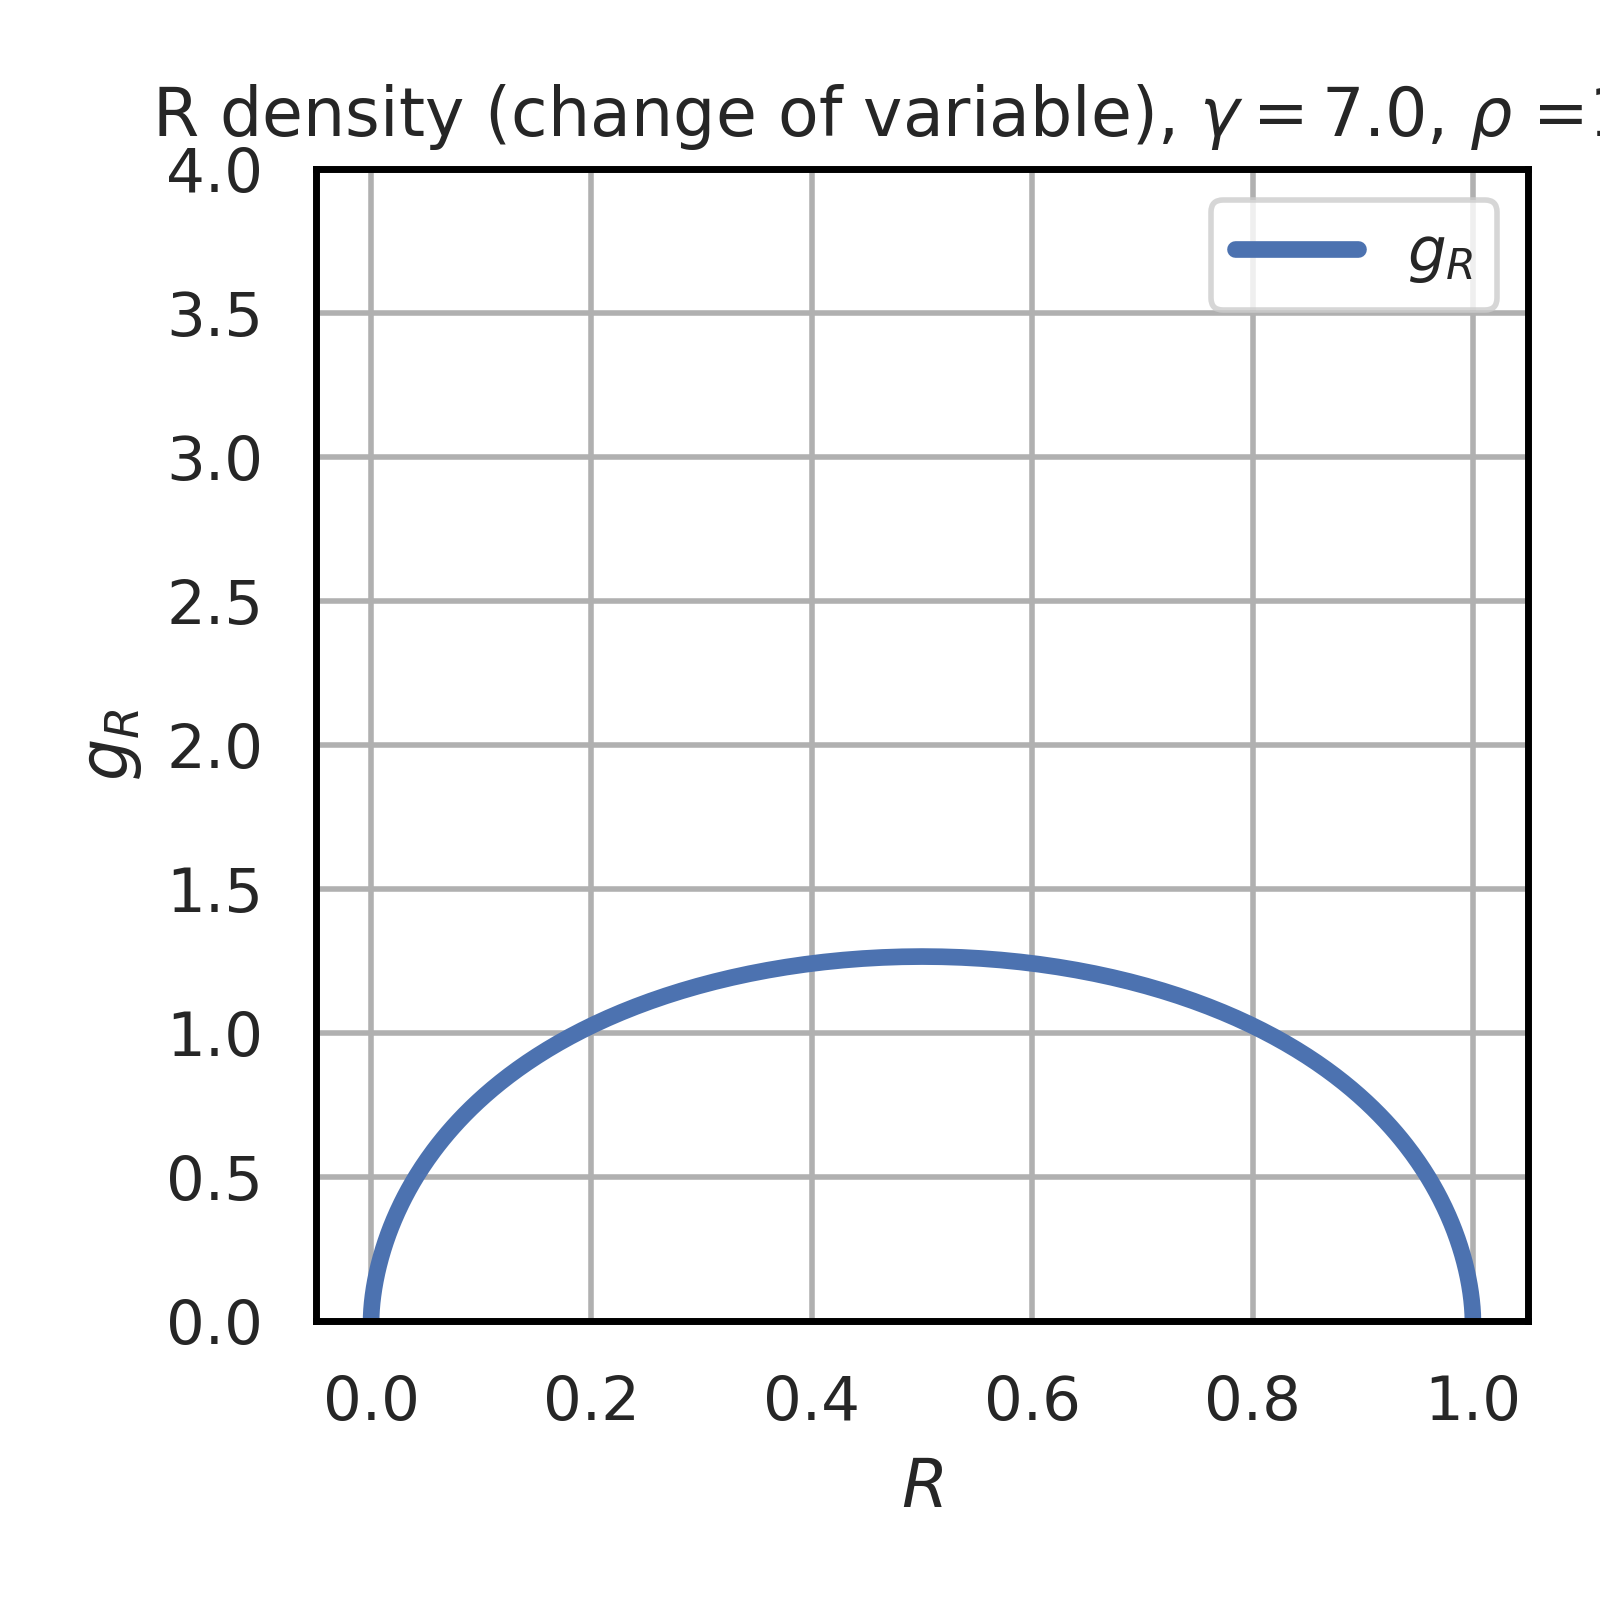 R density (change of variable), γ = 7.0, ρ =
4.0
3.5
3.0
2.5
2.0
1.5
1.0
0.5
0.0
g_R
g_R
0.0 0.2 0.4 0.6 0.8 1.0
R